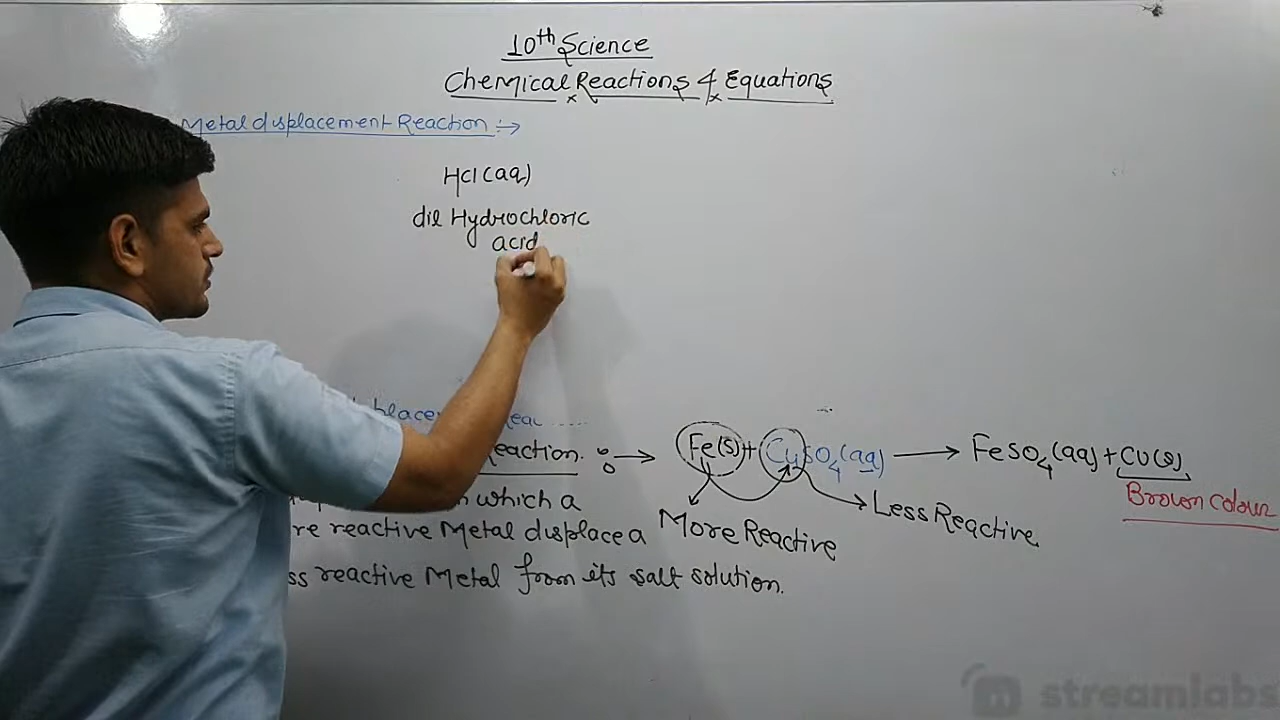 10th Science
Chemical Reactions & Equations
Metal displacement Reaction :→
HCl(aq)
dil Hydrochloric
acid
eaction. :→ Fe(s) + CuSO4(aq) → FeSO4(aq) + Cu(s)
Brown colour
which a
re reactive Metal displace a
More Reactive
Less Reactive
ss reactive Metal from its salt solution.
streamlabs